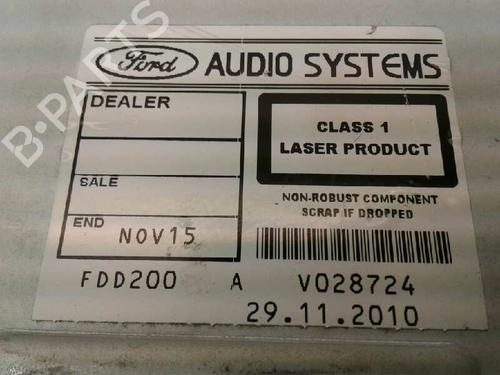 Ford AUDIO SYSTEMS
DEALER
CLASS 1
LASER PRODUCT
SALE
NON-ROBUST COMPONENT
SCRAP IF DROPPED
END NOV15
FDD200 A V028724
29.11.2010
B-PARTS